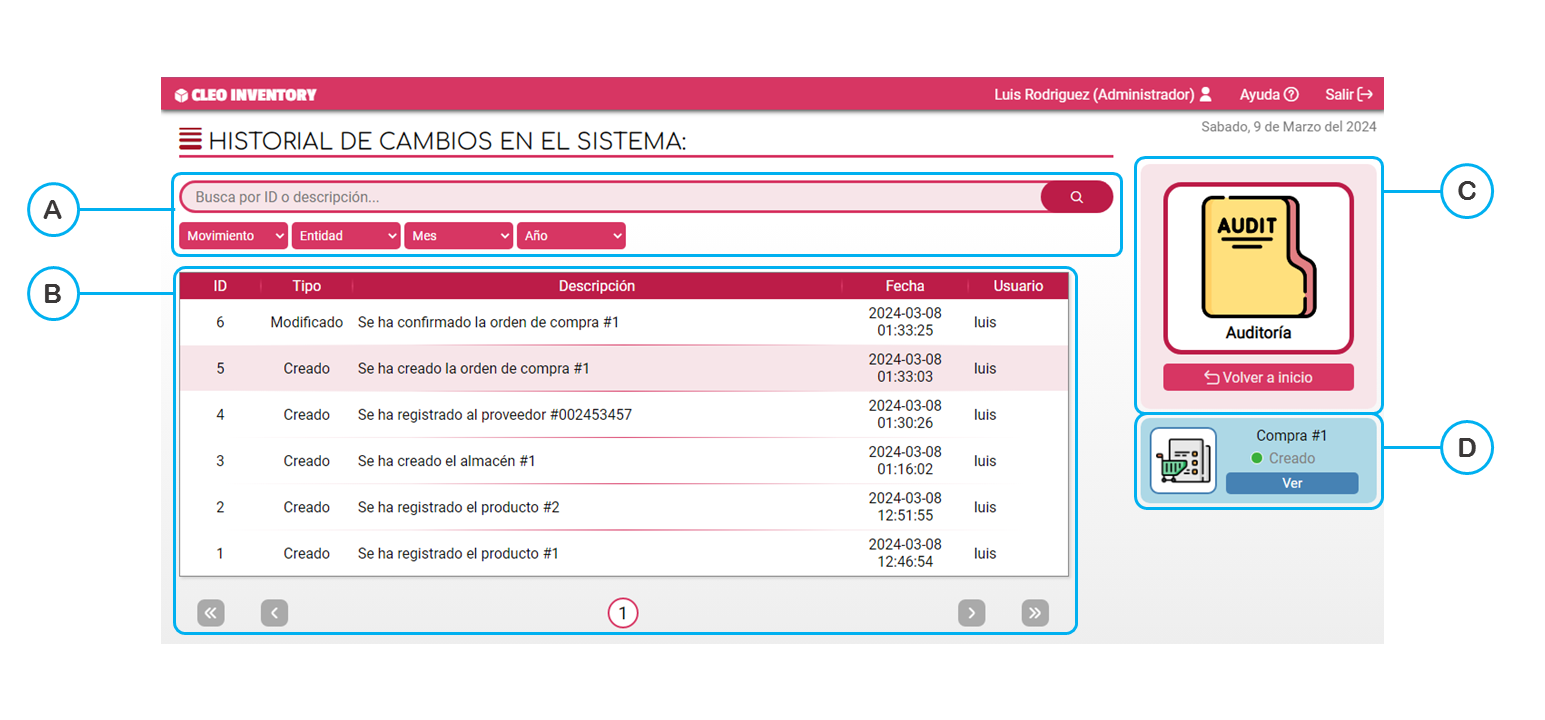 CLEO INVENTORY
Luis Rodriguez (Administrador)
Ayuda
Salir
Sabado, 9 de Marzo del 2024
HISTORIAL DE CAMBIOS EN EL SISTEMA:
A
Busca por ID o descripción...
Movimiento Entidad Mes Año
B
ID Tipo Descripción Fecha Usuario
6 Modificado Se ha confirmado la orden de compra #1 2024-03-08 01:33:25 luis
5 Creado Se ha creado la orden de compra #1 2024-03-08 01:33:03 luis
4 Creado Se ha registrado al proveedor #002453457 2024-03-08 01:30:26 luis
3 Creado Se ha creado el almacén #1 2024-03-08 01:16:02 luis
2 Creado Se ha registrado el producto #2 2024-03-08 12:51:55 luis
1 Creado Se ha registrado el producto #1 2024-03-08 12:46:54 luis
1
C
AUDIT
Auditoría
Volver a inicio
D
Compra #1
Creado
Ver